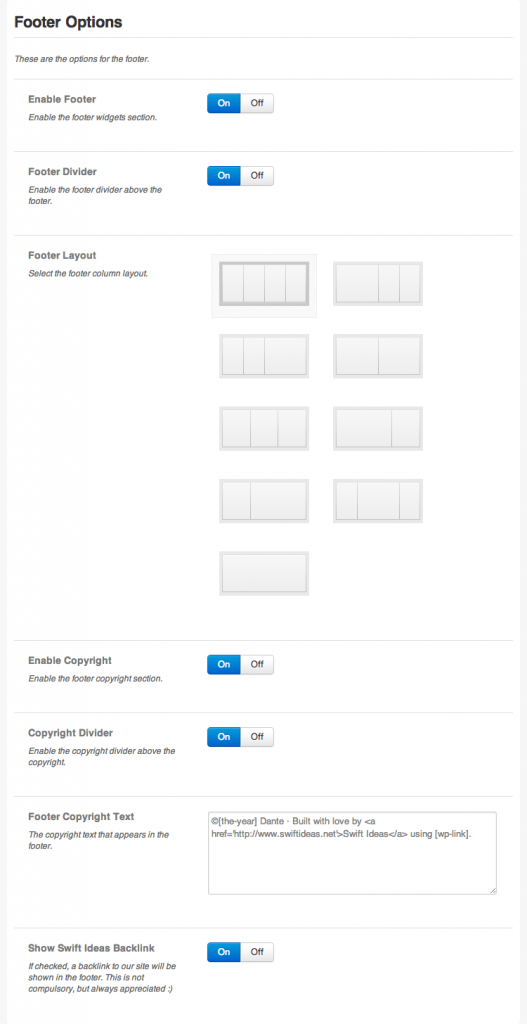 Footer Options
These are the options for the footer.
Enable Footer
On Off
Enable the footer widgets section.
Footer Divider
On Off
Enable the footer divider above the
footer.
Footer Layout
Select the footer column layout.
Enable Copyright
On Off
Enable the footer copyright section.
Copyright Divider
On Off
Enable the copyright divider above the
copyright.
Footer Copyright Text
The copyright text that appears in the
footer.
©[the-year] Dante · Built with love by <a
href='http://www.swiftideas.net'>Swift Ideas</a> using [wp-link].
Show Swift Ideas Backlink
On Off
If checked, a backlink to our site will be
shown in the footer. This is not
compulsory, but always appreciated :)